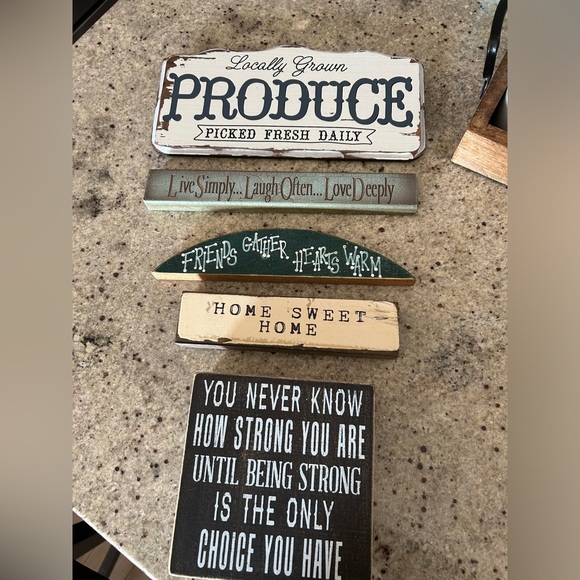 Locally Grown
PRODUCE
PICKED FRESH DAILY
Live Simply... Laugh Often... Love Deeply
FRIENDS GATHER HEARTS WARM
HOME SWEET
HOME
YOU NEVER KNOW
HOW STRONG YOU ARE
UNTIL BEING STRONG
IS THE ONLY
CHOICE YOU HAVE